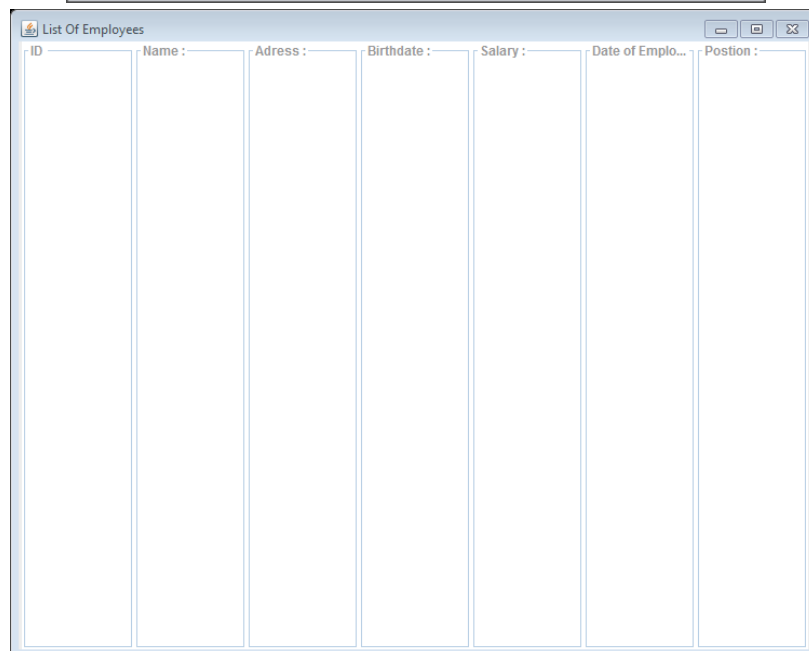 List Of Employees
ID Name : Adress : Birthdate : Salary : Date of Emplo... Postion :